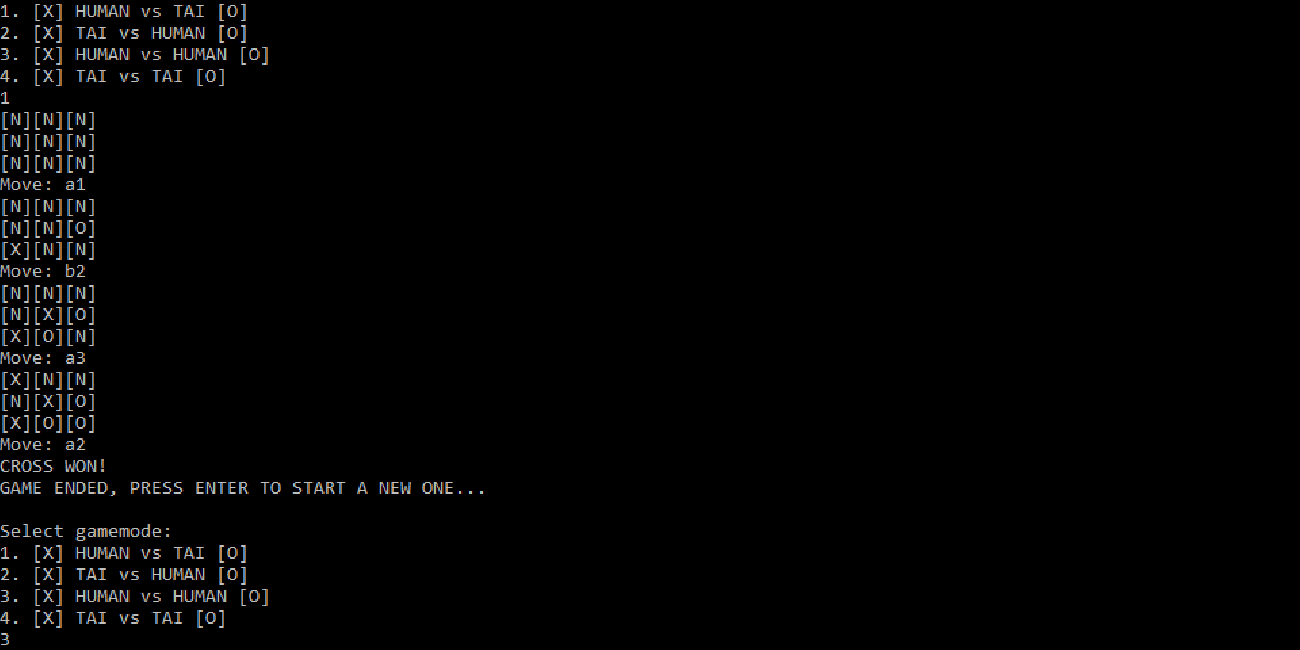 1. [X] HUMAN vs TAI [O]
2. [X] TAI vs HUMAN [O]
3. [X] HUMAN vs HUMAN [O]
4. [X] TAI vs TAI [O]
1
[N][N][N]
[N][N][N]
[N][N][N]
Move: a1
[N][N][N]
[N][N][O]
[X][N][N]
Move: b2
[N][N][N]
[N][X][O]
[X][O][N]
Move: a3
[X][N][N]
[N][X][O]
[X][O][O]
Move: a2
CROSS WON!
GAME ENDED, PRESS ENTER TO START A NEW ONE...

Select gamemode:
1. [X] HUMAN vs TAI [O]
2. [X] TAI vs HUMAN [O]
3. [X] HUMAN vs HUMAN [O]
4. [X] TAI vs TAI [O]
3